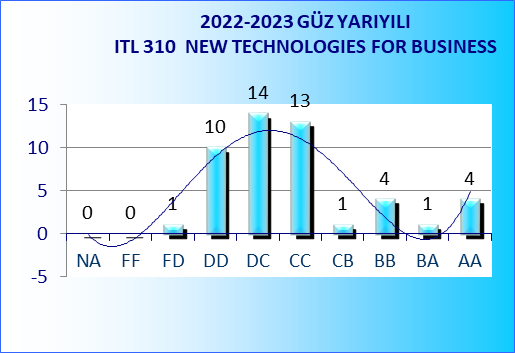 2022-2023 GÜZ YARIYILI
ITL 310 NEW TECHNOLOGIES FOR BUSINESS
15
10
5
0
-5
0 0 1 10 14 13 1 4 1 4
NA FF FD DD DC CC CB BB BA AA